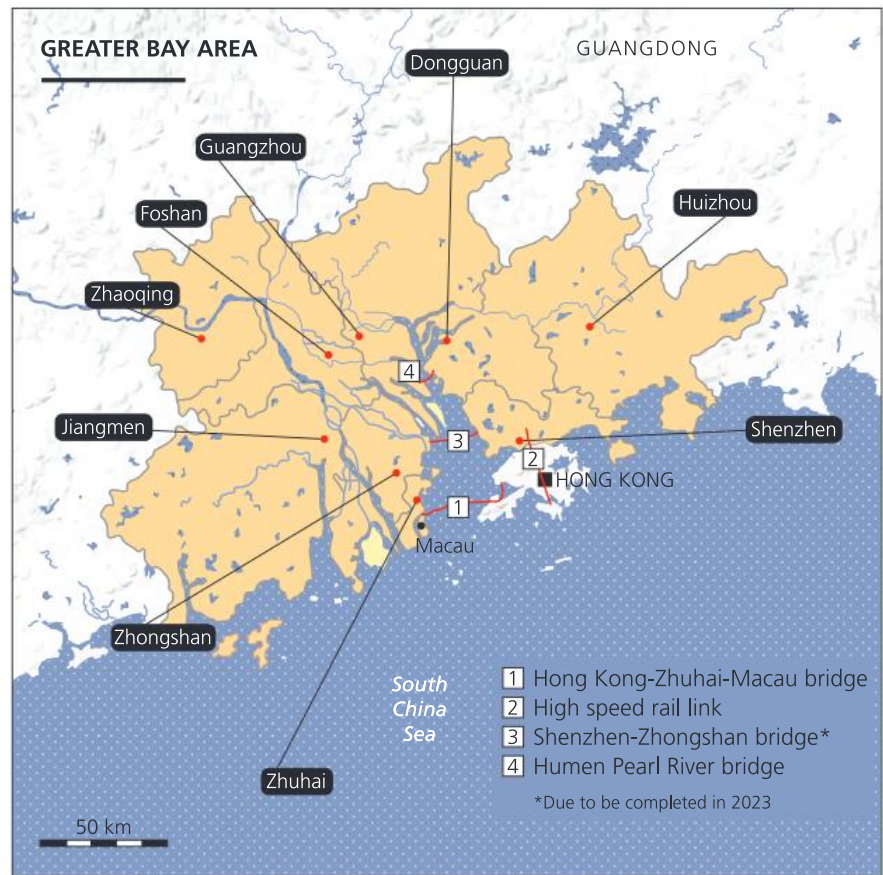 GREATER BAY AREA
GUANGDONG
Dongguan
Guangzhou
Foshan
Huizhou
Zhaoqing
4
Jiangmen
3
Shenzhen
2
HONG KONG
1
Macau
Zhongshan
South
China
Sea
Zhuhai
1 Hong Kong-Zhuhai-Macau bridge
2 High speed rail link
3 Shenzhen-Zhongshan bridge*
4 Humen Pearl River bridge
*Due to be completed in 2023
50 km